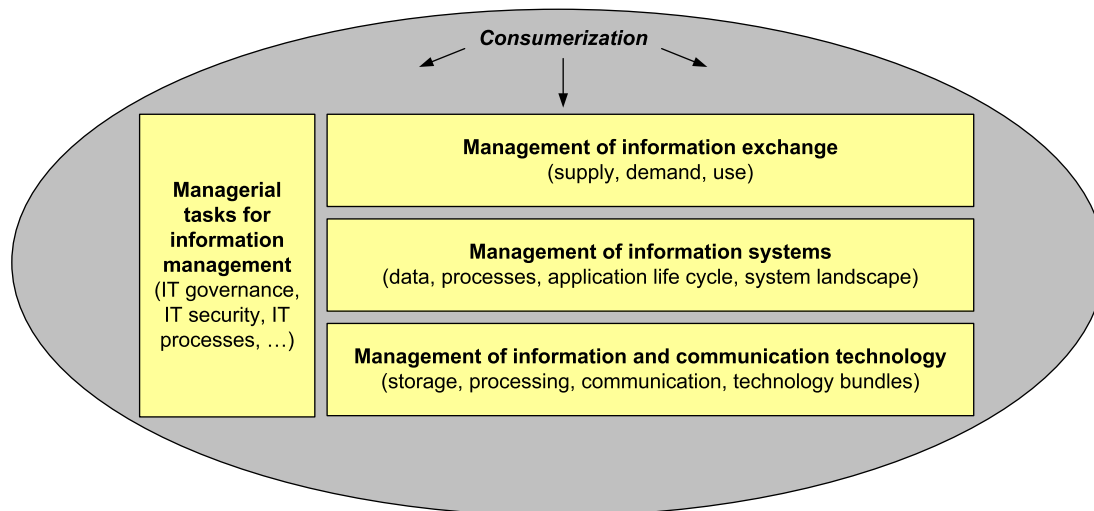 Consumerization
Managerial
tasks for
information
management
(IT governance,
IT security, IT
processes, …)
Management of information exchange
(supply, demand, use)
Management of information systems
(data, processes, application life cycle, system landscape)
Management of information and communication technology
(storage, processing, communication, technology bundles)